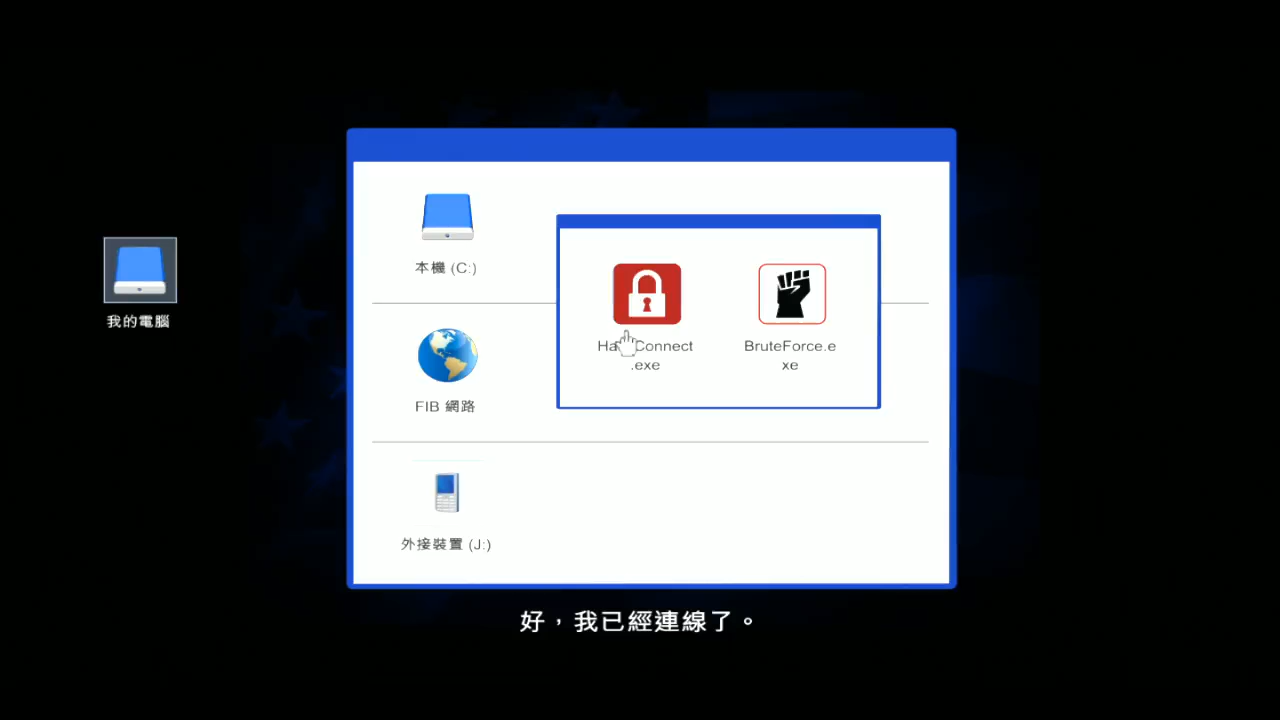 本機 (C:)
我的電腦
Ha Connect
.exe
BruteForce.e
xe
FIB 網路
外接裝置 (J:)
好，我已經連線了。